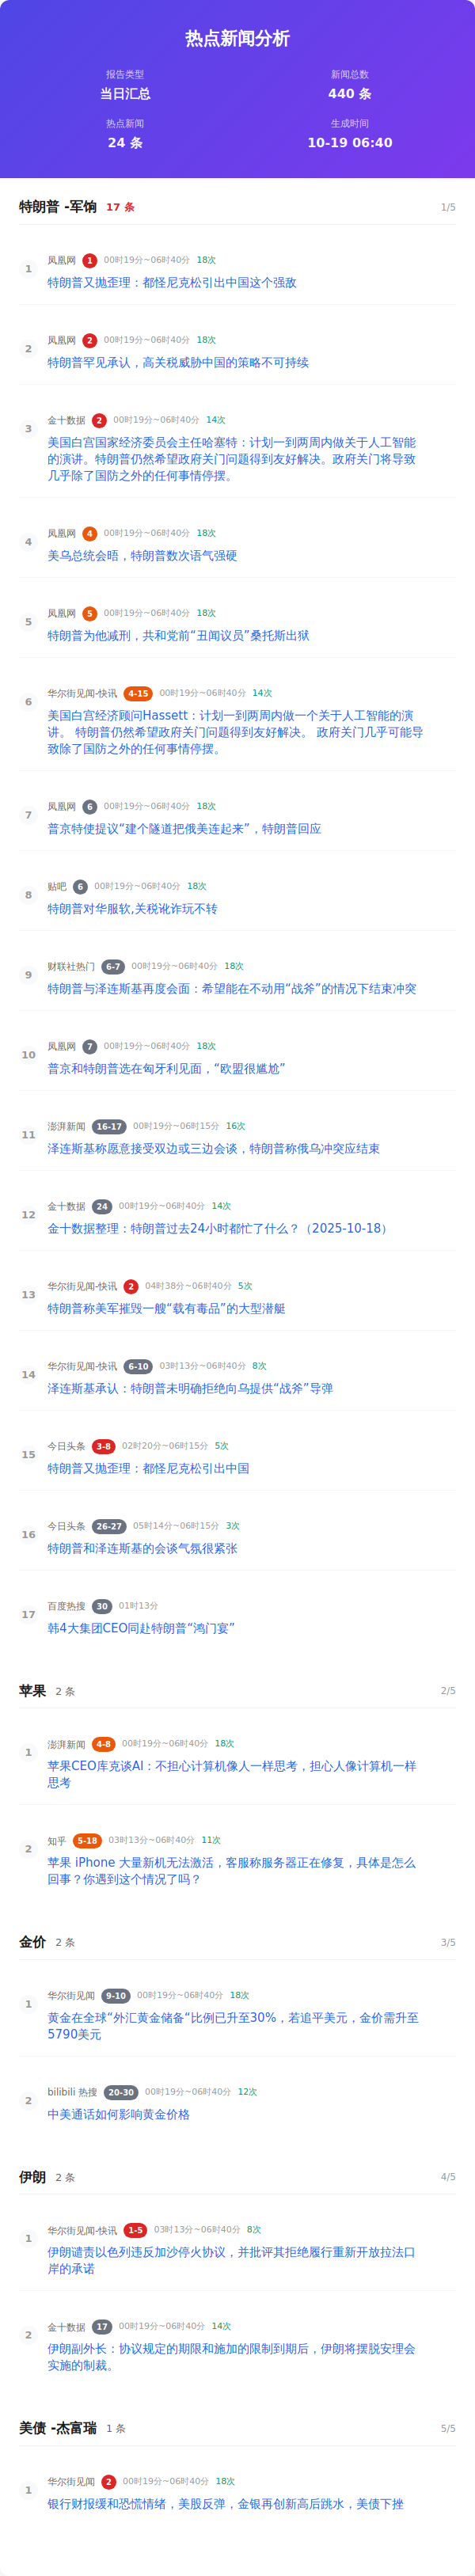 热点新闻分析
报告类型
当日汇总
新闻总数
440 条
热点新闻
24 条
生成时间
10-19 06:40
特朗普 -军饷 17 条 1/5
1
凤凰网 1 00时19分~06时40分 18次
特朗普又抛歪理：都怪尼克松引出中国这个强敌
2
凤凰网 2 00时19分~06时40分 18次
特朗普罕见承认，高关税威胁中国的策略不可持续
3
金十数据 2 00时19分~06时40分 14次
美国白宫国家经济委员会主任哈塞特：计划一到两周内做关于人工智能
的演讲。特朗普仍然希望政府关门问题得到友好解决。政府关门将导致
几乎除了国防之外的任何事情停摆。
4
凤凰网 4 00时19分~06时40分 18次
美乌总统会晤，特朗普数次语气强硬
5
凤凰网 5 00时19分~06时40分 18次
特朗普为他减刑，共和党前“丑闻议员”桑托斯出狱
6
华尔街见闻-快讯 4-15 00时19分~06时40分 14次
美国白宫经济顾问Hassett：计划一到两周内做一个关于人工智能的演
讲。 特朗普仍然希望政府关门问题得到友好解决。 政府关门几乎可能导
致除了国防之外的任何事情停摆。
7
凤凰网 6 00时19分~06时40分 18次
普京特使提议“建个隧道把俄美连起来”，特朗普回应
8
贴吧 6 00时19分~06时40分 18次
特朗普对华服软,关税讹诈玩不转
9
财联社热门 6-7 00时19分~06时40分 18次
特朗普与泽连斯基再度会面：希望能在不动用“战斧”的情况下结束冲突
10
凤凰网 7 00时19分~06时40分 18次
普京和特朗普选在匈牙利见面，“欧盟很尴尬”
11
澎湃新闻 16-17 00时19分~06时15分 16次
泽连斯基称愿意接受双边或三边会谈，特朗普称俄乌冲突应结束
12
金十数据 24 00时19分~06时40分 14次
金十数据整理：特朗普过去24小时都忙了什么？（2025-10-18）
13
华尔街见闻-快讯 2 04时38分~06时40分 5次
特朗普称美军摧毁一艘“载有毒品”的大型潜艇
14
华尔街见闻-快讯 6-10 03时13分~06时40分 8次
泽连斯基承认：特朗普未明确拒绝向乌提供“战斧”导弹
15
今日头条 3-8 02时20分~06时15分 5次
特朗普又抛歪理：都怪尼克松引出中国
16
今日头条 26-27 05时14分~06时15分 3次
特朗普和泽连斯基的会谈气氛很紧张
17
百度热搜 30 01时13分
韩4大集团CEO同赴特朗普“鸿门宴”
苹果 2 条 2/5
1
澎湃新闻 4-8 00时19分~06时40分 18次
苹果CEO库克谈AI：不担心计算机像人一样思考，担心人像计算机一样
思考
2
知乎 5-18 03时13分~06时40分 11次
苹果 iPhone 大量新机无法激活，客服称服务器正在修复，具体是怎么
回事？你遇到这个情况了吗？
金价 2 条 3/5
1
华尔街见闻 9-10 00时19分~06时40分 18次
黄金在全球“外汇黄金储备“比例已升至30%，若追平美元，金价需升至
5790美元
2
bilibili 热搜 20-30 00时19分~06时40分 12次
中美通话如何影响黄金价格
伊朗 2 条 4/5
1
华尔街见闻-快讯 1-5 03时13分~06时40分 8次
伊朗谴责以色列违反加沙停火协议，并批评其拒绝履行重新开放拉法口
岸的承诺
2
金十数据 17 00时19分~06时40分 14次
伊朗副外长：协议规定的期限和施加的限制到期后，伊朗将摆脱安理会
实施的制裁。
美债 -杰富瑞 1 条 5/5
1
华尔街见闻 2 00时19分~06时40分 18次
银行财报缓和恐慌情绪，美股反弹，金银再创新高后跳水，美债下挫